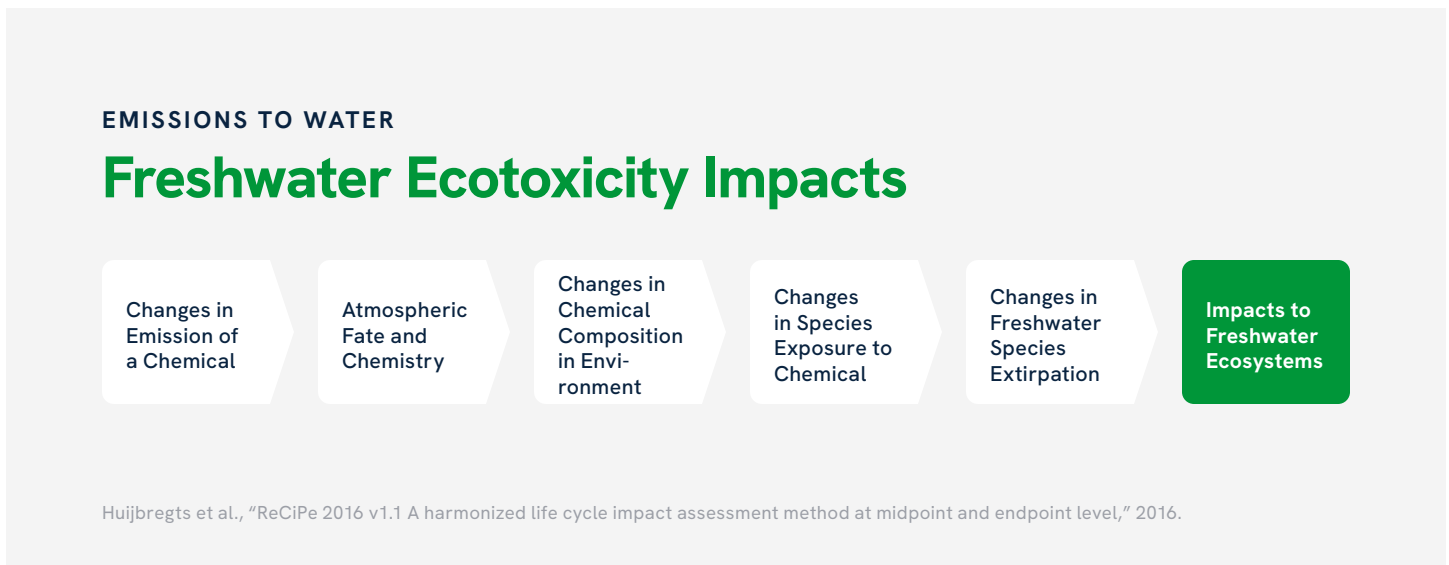 EMISSIONS TO WATER
Freshwater Ecotoxicity Impacts
Changes in
Emission of
a Chemical
Atmospheric
Fate and
Chemistry
Changes in
Chemical
Composition
in Envi-
ronment
Changes
in Species
Exposure to
Chemical
Changes in
Freshwater
Species
Extirpation
Impacts to
Freshwater
Ecosystems
Huijbregts et al., “ReCiPe 2016 v1.1 A harmonized life cycle impact assessment method at midpoint and endpoint level,” 2016.